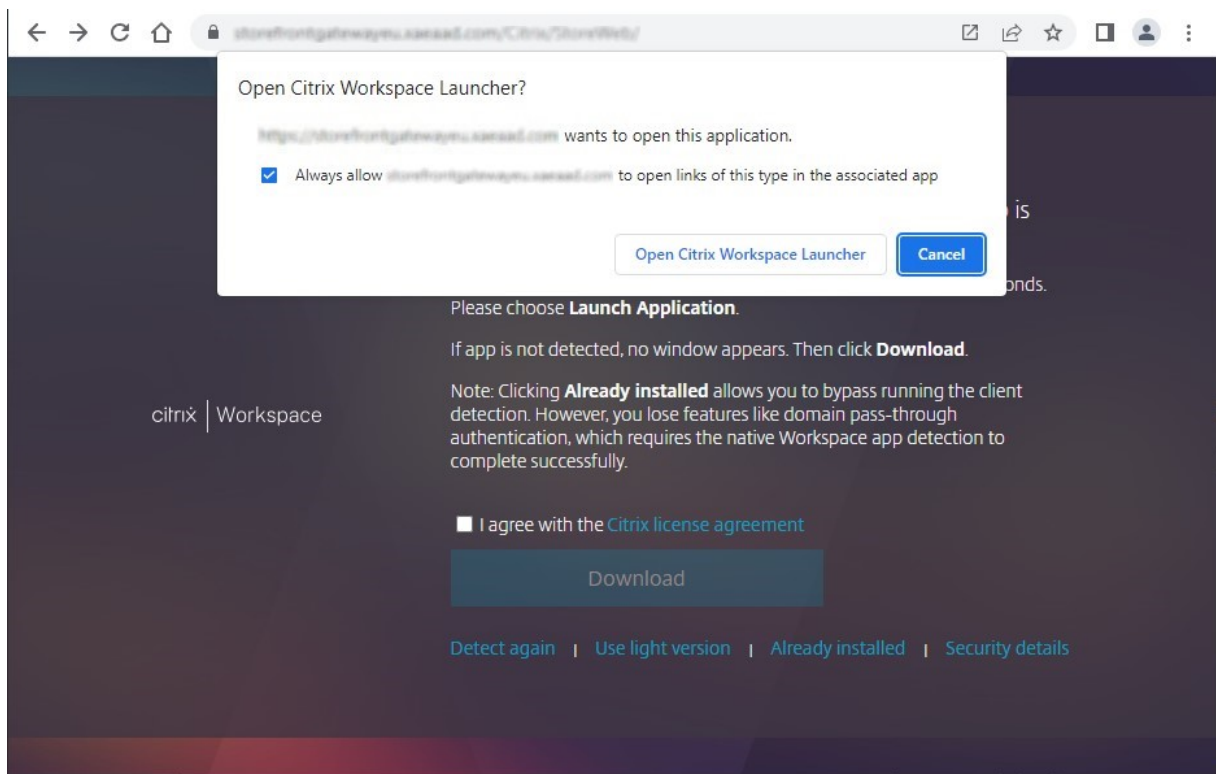 /Citrix/StoreWeb/
Open Citrix Workspace Launcher?
wants to open this application.
Always allow to open links of this type in the associated app
is
Open Citrix Workspace Launcher Cancel
onds.
Please choose Launch Application.
If app is not detected, no window appears. Then click Download.
Note: Clicking Already installed allows you to bypass running the client
detection. However, you lose features like domain pass-through
authentication, which requires the native Workspace app detection to
complete successfully.
citrix | Workspace
I agree with the Citrix license agreement
Download
Detect again | Use light version | Already installed | Security details